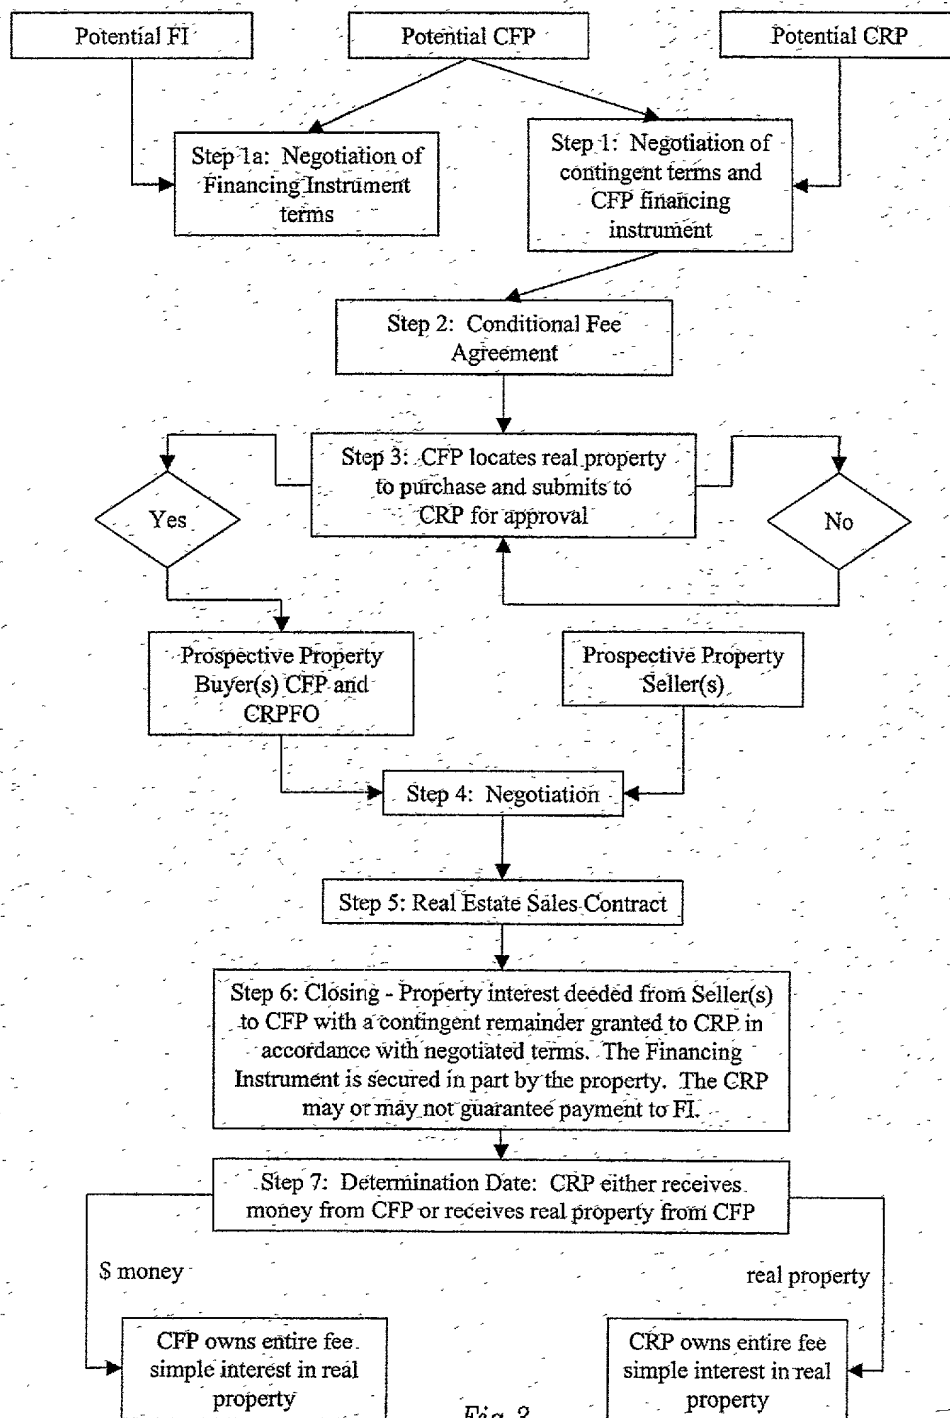 Potential FI
Potential CFP
Potential CRP
Step 1a: Negotiation of
Financing Instrument
terms
Step 1: Negotiation of
contingent terms and
CFP financing
instrument
Step 2: Conditional Fee
Agreement
Step 3: CFP locates real property
to purchase and submits to
CRP for approval
Yes
No
Prospective Property
Buyer(s) CFP and
CRPFO
Prospective Property
Seller(s)
Step 4: Negotiation
Step 5: Real Estate Sales Contract
Step 6: Closing - Property interest deeded from Seller(s)
to CFP with a contingent remainder granted to CRP in
accordance with negotiated terms. The Financing
Instrument is secured in part by the property. The CRP
may or may not guarantee payment to FI.
Step 7: Determination Date: CRP either receives
money from CFP or receives real property from CFP
$ money
real property
CFP owns entire fee
simple interest in real
property
CRP owns entire fee
simple interest in real
property
Fig.